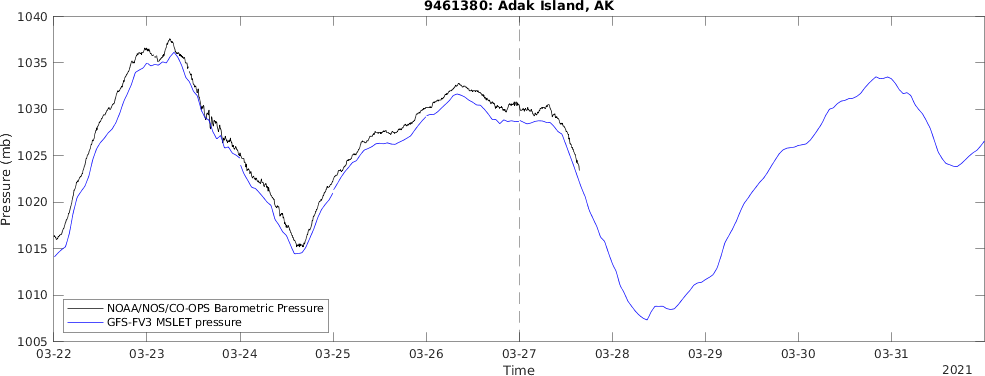 9461380: Adak Island, AK
1040
1035
1030
1025
1020
1015
1010
1005
Pressure (mb)
NOAA/NOS/CO-OPS Barometric Pressure
GFS-FV3 MSLET pressure
03-22 03-23 03-24 03-25 03-26 03-27 03-28 03-29 03-30 03-31
Time
2021